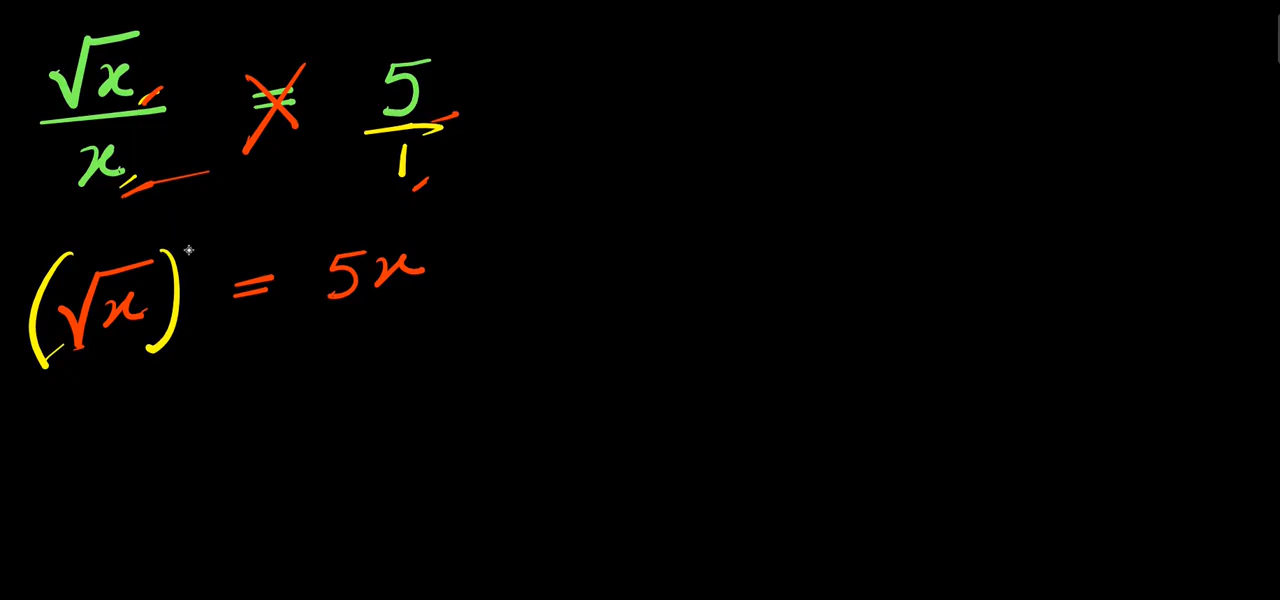 √x/x = 5/1
(√x) = 5x